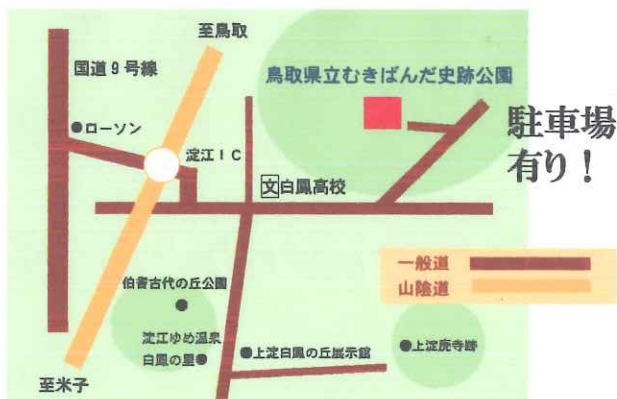 至鳥取
国道9号線
鳥取県立むきばんだ史跡公園
●ローソン
駐車場
有り！
淀江IC
文白鳳高校
一般道
山陰道
伯耆古代の丘公園
淀江ゆめ温泉
白鳳の里●
●上淀白鳳の丘展示館
●上淀廃寺跡
至米子